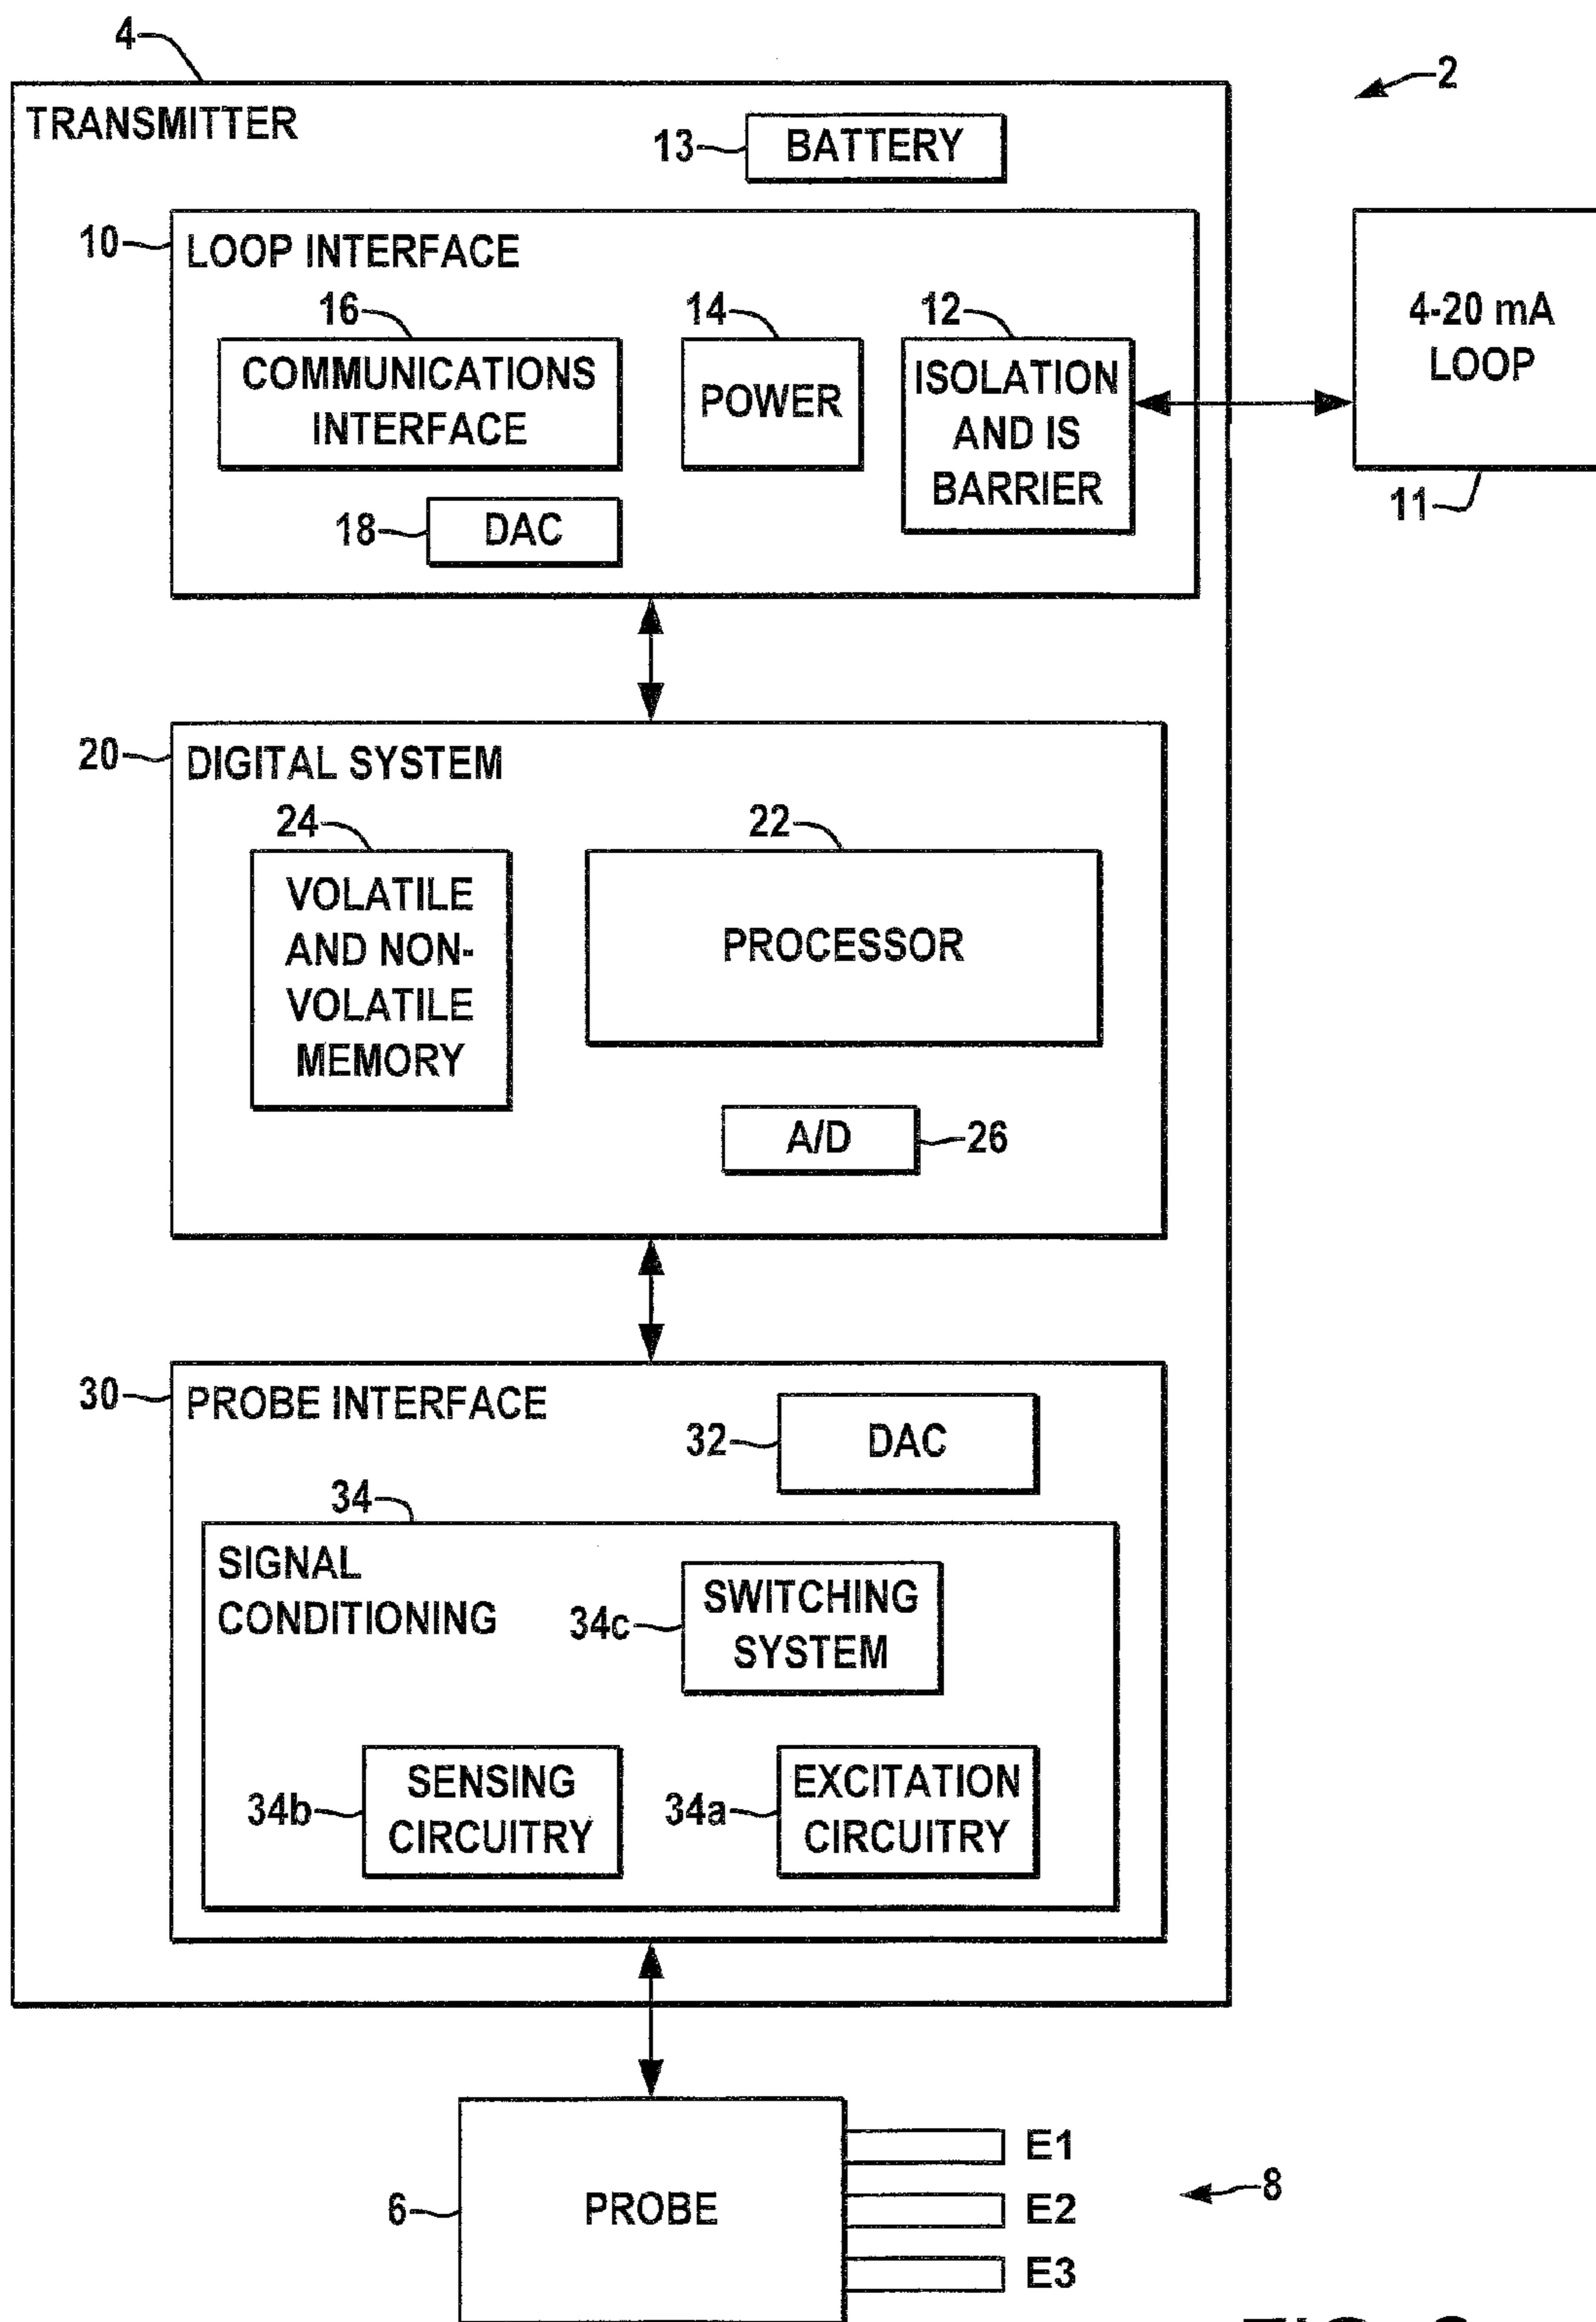 4
2
TRANSMITTER
13
BATTERY
10
LOOP INTERFACE
16
14
12
COMMUNICATIONS
INTERFACE
POWER
ISOLATION
AND IS
BARRIER
4-20 mA
LOOP
11
18
DAC
20
DIGITAL SYSTEM
24
22
VOLATILE
AND NON-
VOLATILE
MEMORY
PROCESSOR
A/D
26
30
PROBE INTERFACE
32
DAC
34
SIGNAL
CONDITIONING
34c
SWITCHING
SYSTEM
34b
SENSING
CIRCUITRY
34a
EXCITATION
CIRCUITRY
6
PROBE
E1
E2
E3
8